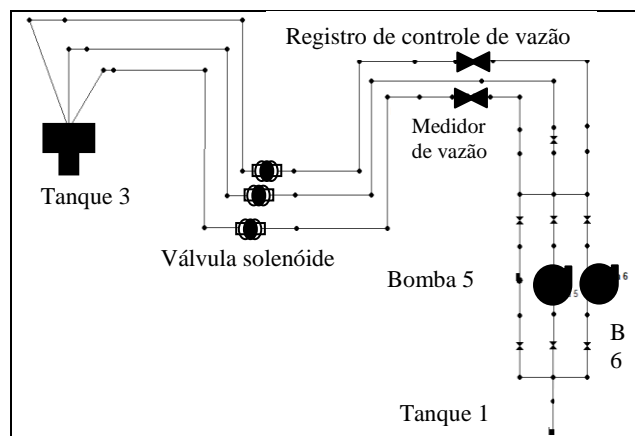 Registro de controle de vazão
Medidor
de vazão
Tanque 3
Válvula solenóide
Bomba 5
5
6
B
6
Tanque 1